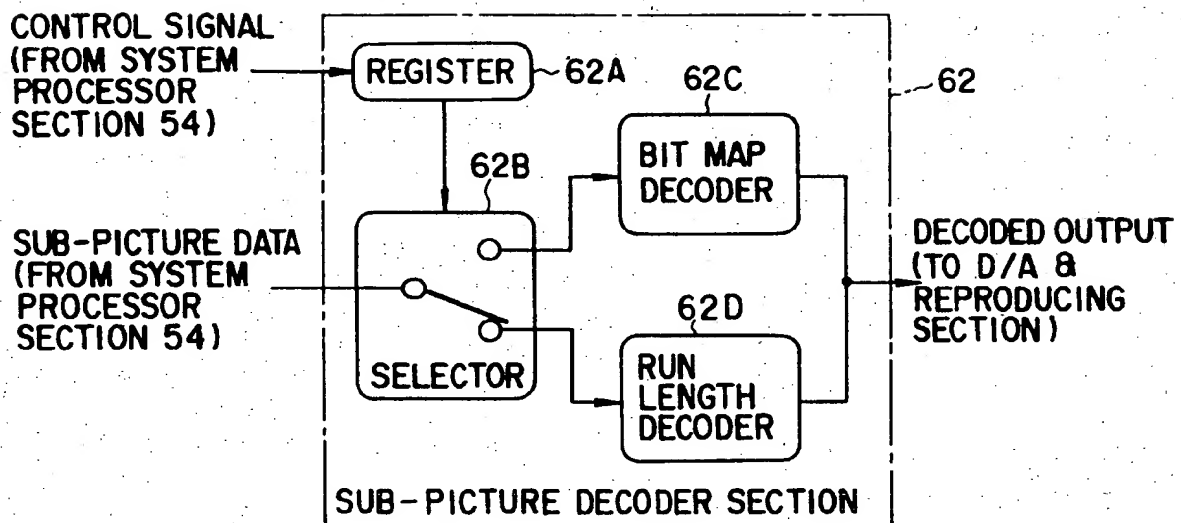 CONTROL SIGNAL
(FROM SYSTEM
PROCESSOR
SECTION 54)
REGISTER
62A
62B
62C
BIT MAP
DECODER
62
SUB-PICTURE DATA
(FROM SYSTEM
PROCESSOR
SECTION 54)
SELECTOR
62D
RUN
LENGTH
DECODER
DECODED OUTPUT
(TO D/A &
REPRODUCING
SECTION)
SUB-PICTURE DECODER SECTION